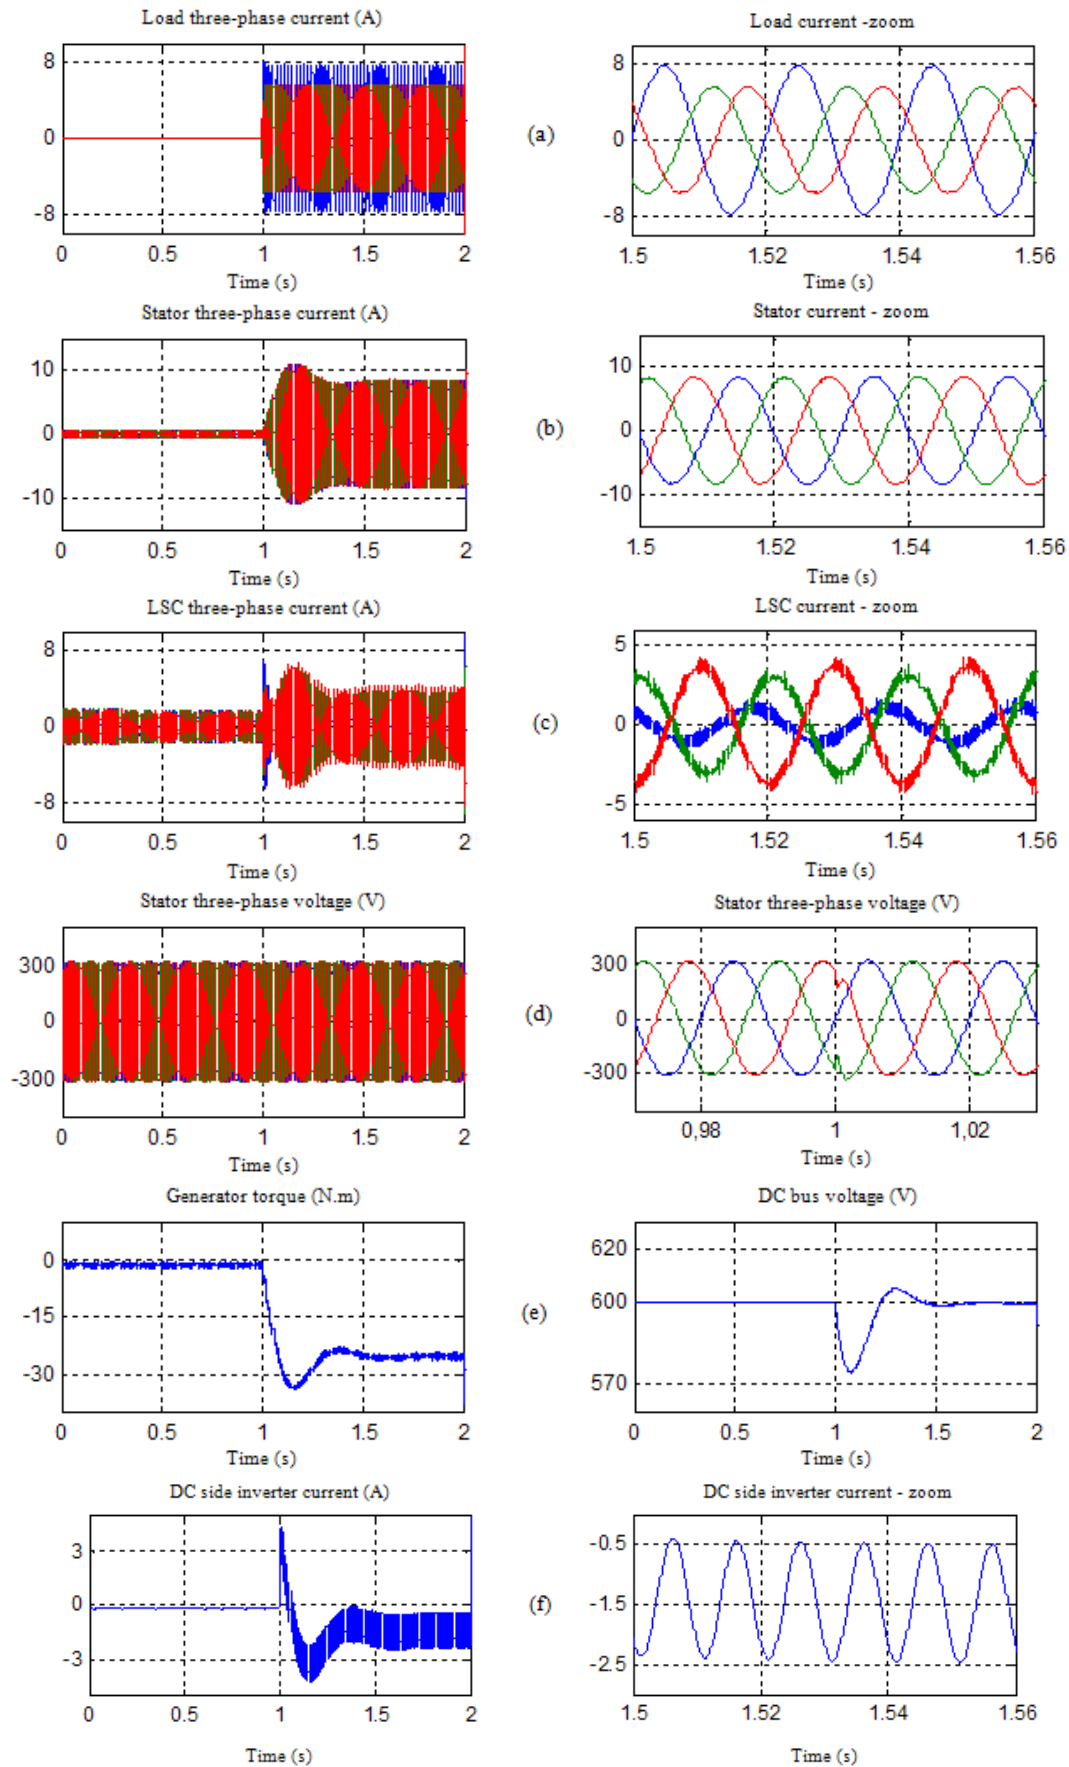 Load three-phase current (A)
8
0
-8
0 0.5 1 1.5 2
Time (s)
(a)
Load current -zoom
8
0
-8
1.5 1.52 1.54 1.56
Time (s)
Stator three-phase current (A)
10
0
-10
0 0.5 1 1.5 2
Time (s)
(b)
Stator current - zoom
10
0
-10
1.5 1.52 1.54 1.56
Time (s)
LSC three-phase current (A)
8
0
-8
0 0.5 1 1.5 2
Time (s)
(c)
LSC current - zoom
5
0
-5
1.5 1.52 1.54 1.56
Time (s)
Stator three-phase voltage (V)
300
0
-300
0 0.5 1 1.5 2
Time (s)
(d)
Stator three-phase voltage (V)
300
0
-300
0,98 1 1,02
Time (s)
Generator torque (N.m)
0
-15
-30
0 0.5 1 1.5 2
Time (s)
(e)
DC bus voltage (V)
620
600
570
0 0.5 1 1.5 2
Time (s)
DC side inverter current (A)
3
0
-3
0 0.5 1 1.5 2
Time (s)
(f)
DC side inverter current - zoom
-0.5
-1.5
-2.5
1.5 1.52 1.54 1.56
Time (s)